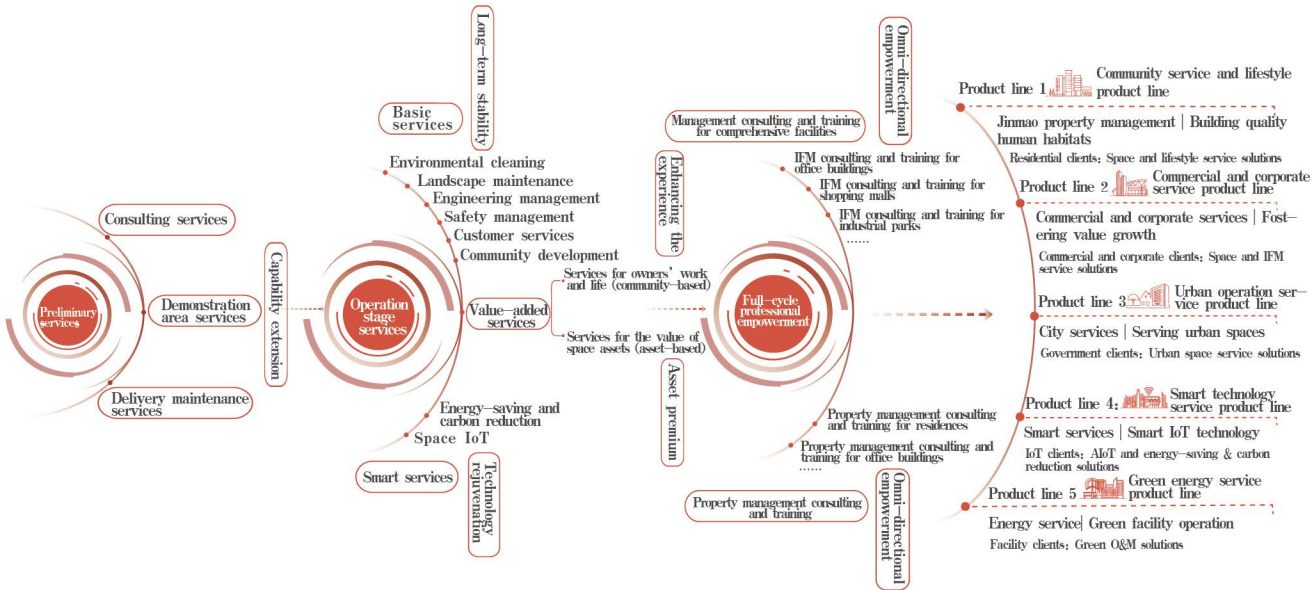 Preliminary
services
Consulting services
Demonstration
area services
Delivery maintenance
services
Capability extension
Long-term stability
Basic
services
Environmental cleaning
Landscape maintenance
Engineering management
Safety management
Customer services
Community development
Operation
stage
services
Value-added
services
Services for owners' work
and life (community-based)
Services for the value of
space assets (asset-based)
Energy-saving and
carbon reduction
Space IoT
Smart services
Technology
rejuvenation
Enhancing the
experience
Asset premium
Omni-directional
empowerment
Management consulting and training
for comprehensive facilities
IFM consulting and training for
office buildings
IFM consulting and training for
shopping malls
IFM consulting and training for
industrial parks
......
Full-cycle
professional
empowerment
Property management consulting
and training for residences
Property management consulting and
training for office buildings
......
Property management consulting
and training
Omni-directional
empowerment
Product line 1
Community service and lifestyle
product line
Jinmao property management | Building quality
human habitats
Residential clients: Space and lifestyle service solutions
Product line 2
Commercial and corporate
service product line
Commercial and corporate services | Fost-
ering value growth
Commercial and corporate clients: Space and IFM
service solutions
Product line 3
Urban operation ser-
vice product line
City services | Serving urban spaces
Government clients: Urban space service solutions
Product line 4:
Smart technology
service product line
Smart services | Smart IoT technology
IoT clients: AIoT and energy-saving & carbon
reduction solutions
Product line 5
Green energy service
product line
Energy service| Green facility operation
Facility clients: Green O&M solutions